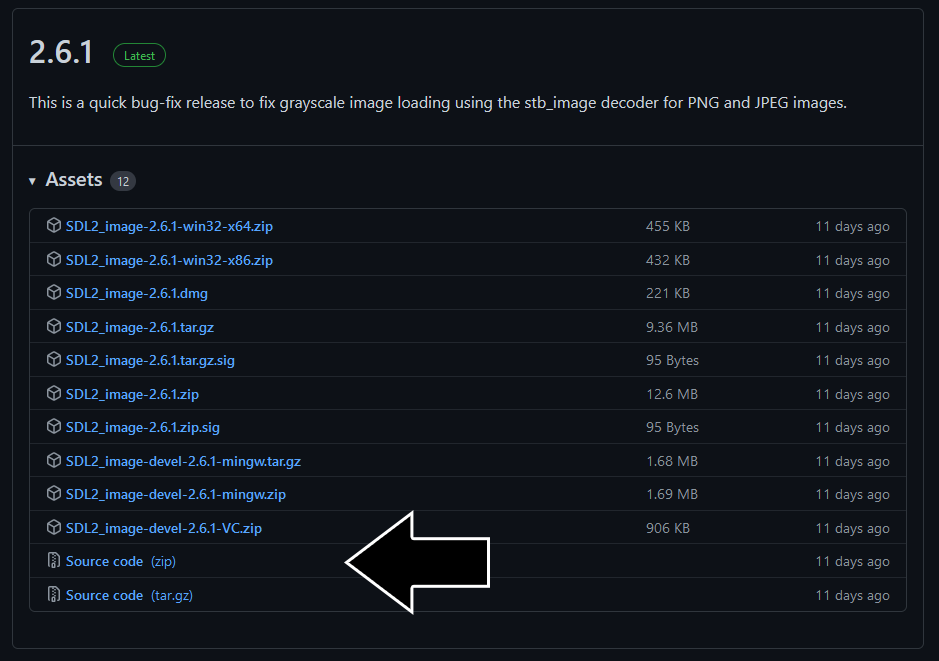 2.6.1 Latest
This is a quick bug-fix release to fix grayscale image loading using the stb_image decoder for PNG and JPEG images.
Assets 12
SDL2_image-2.6.1-win32-x64.zip 455 KB 11 days ago
SDL2_image-2.6.1-win32-x86.zip 432 KB 11 days ago
SDL2_image-2.6.1.dmg 221 KB 11 days ago
SDL2_image-2.6.1.tar.gz 9.36 MB 11 days ago
SDL2_image-2.6.1.tar.gz.sig 95 Bytes 11 days ago
SDL2_image-2.6.1.zip 12.6 MB 11 days ago
SDL2_image-2.6.1.zip.sig 95 Bytes 11 days ago
SDL2_image-devel-2.6.1-mingw.tar.gz 1.68 MB 11 days ago
SDL2_image-devel-2.6.1-mingw.zip 1.69 MB 11 days ago
SDL2_image-devel-2.6.1-VC.zip 906 KB 11 days ago
Source code (zip) 11 days ago
Source code (tar.gz) 11 days ago